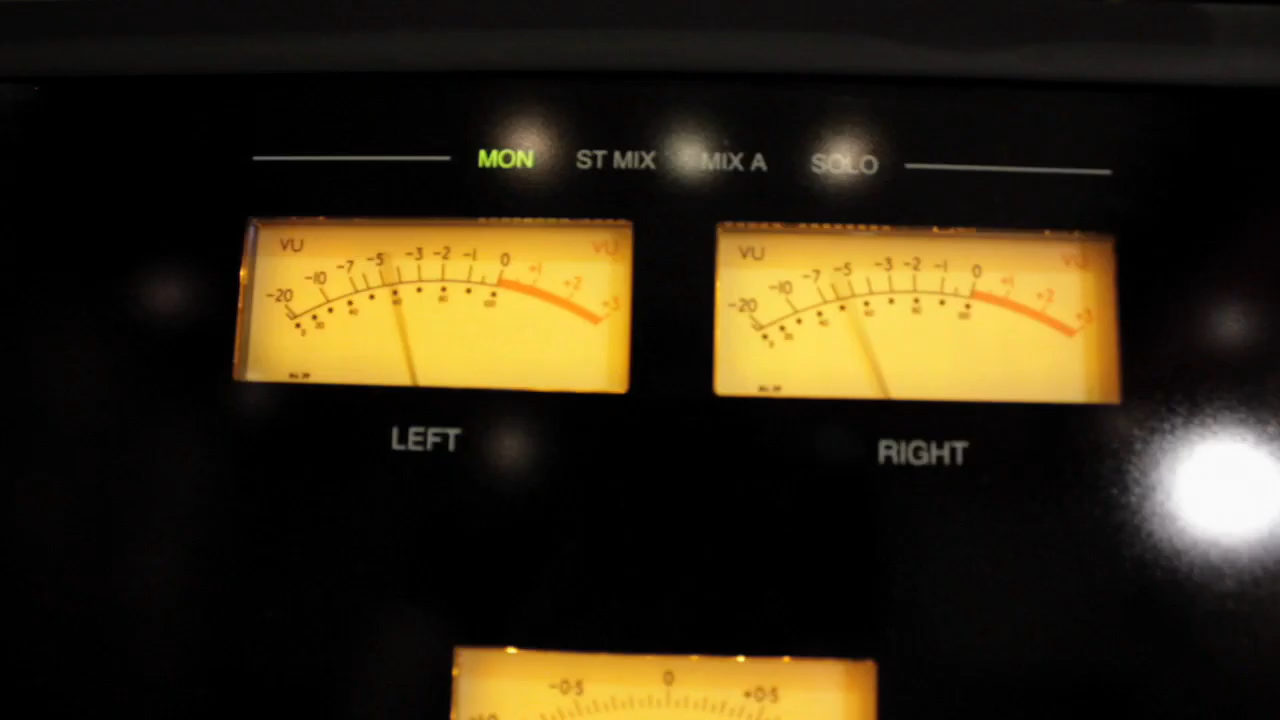 MON ST MIX MIX A SOLO
VU VU
-20 -10 -7 -5 -3 -2 -1 0 +1 +2 +3
VU VU
-20 -10 -7 -5 -3 -2 -1 0 +1 +2 +3
LEFT RIGHT
-0·5 0 +0·5